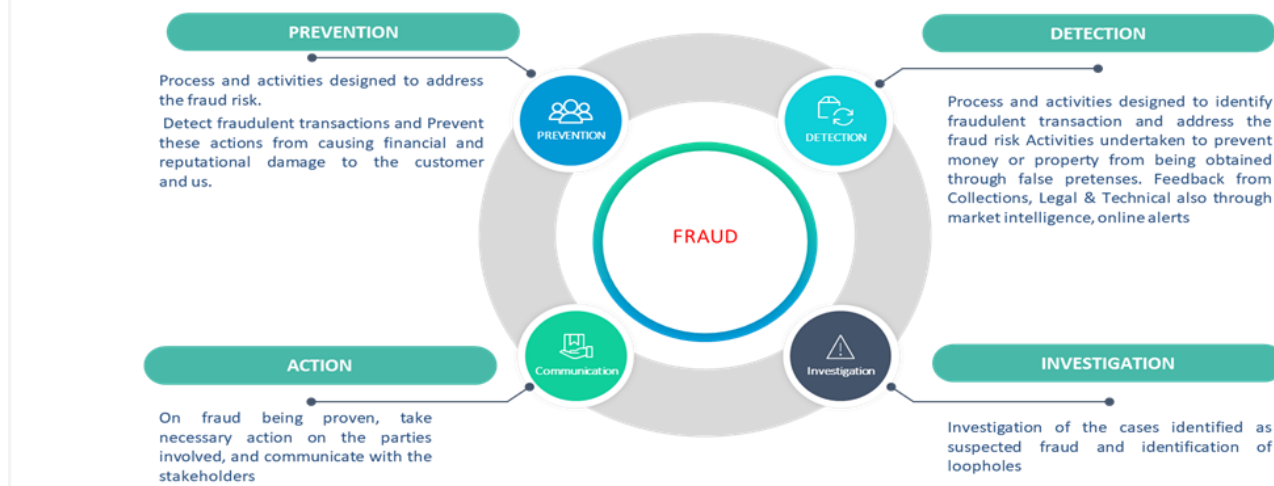 PREVENTION
Process and activities designed to address
the fraud risk.
Detect fraudulent transactions and Prevent
these actions from causing financial and
reputational damage to the customer
and us.
PREVENTION
DETECTION
DETECTION
Process and activities designed to identify
fraudulent transaction and address the
fraud risk Activities undertaken to prevent
money or property from being obtained
through false pretenses. Feedback from
Collections, Legal & Technical also through
market intelligence, online alerts
FRAUD
ACTION
On fraud being proven, take
necessary action on the parties
involved, and communicate with the
stakeholders
Communication
Investigation
INVESTIGATION
Investigation of the cases identified as
suspected fraud and identification of
loopholes